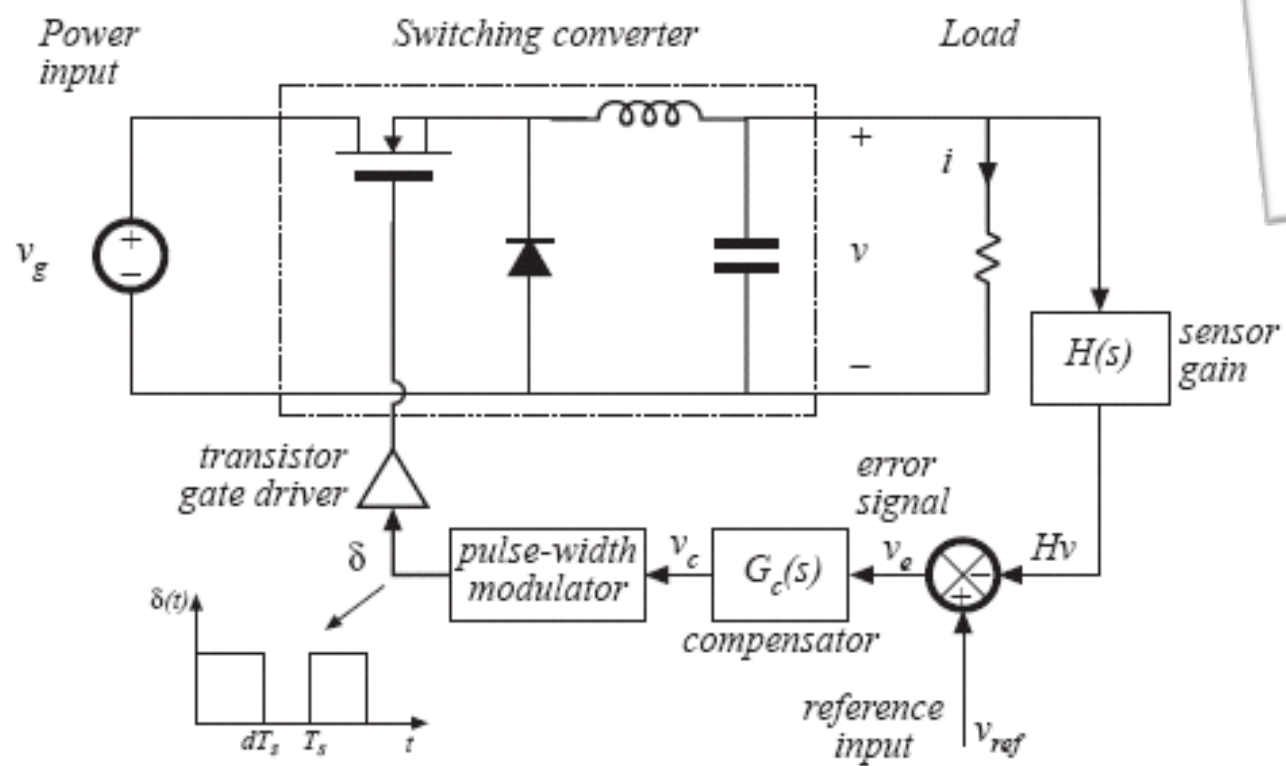 Power
input
Switching converter
Load
+
i
v_g
+
−
v
H(s)
sensor
gain
−
transistor
gate driver
error
signal
δ
pulse-width
modulator
v_c
G_c(s)
v_e
−
+
Hv
compensator
δ(t)
dT_s
T_s
t
reference
input
v_ref